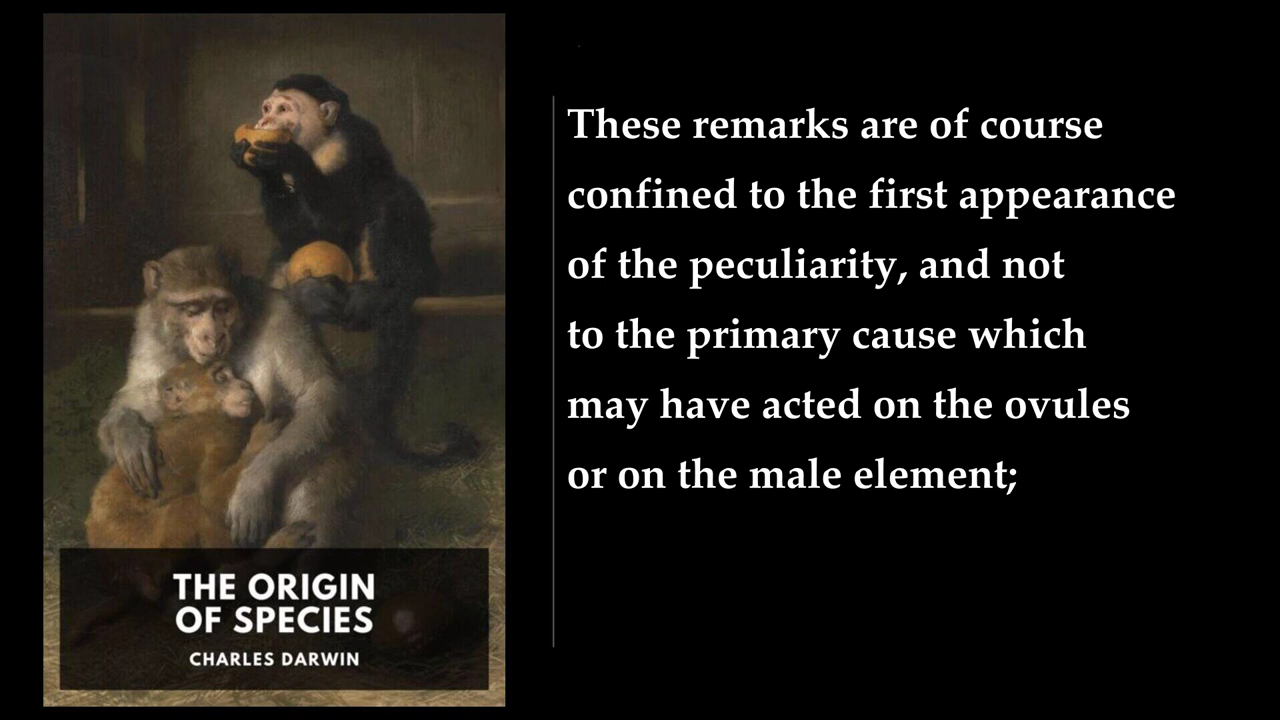 These remarks are of course
confined to the first appearance
of the peculiarity, and not
to the primary cause which
may have acted on the ovules
or on the male element;
THE ORIGIN
OF SPECIES
CHARLES DARWIN